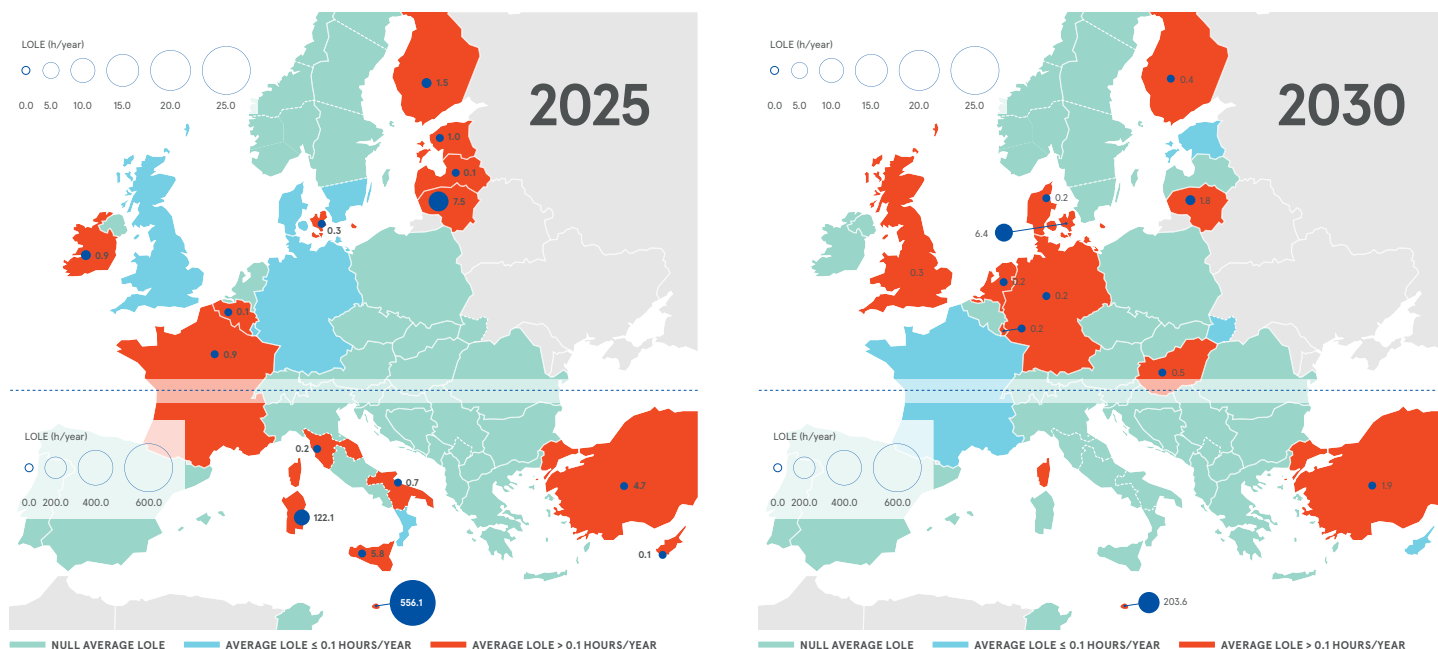 LOLE (h/year)
0.0 5.0 10.0 15.0 20.0 25.0
2025
1.5
1.0
0.1
7.5
0.3
0.9
0.1
0.9
LOLE (h/year)
0.0 200.0 400.0 600.0
0.2
0.7
4.7
122.1
5.8
0.1
556.1
NULL AVERAGE LOLE
AVERAGE LOLE ≤ 0.1 HOURS/YEAR
AVERAGE LOLE > 0.1 HOURS/YEAR
LOLE (h/year)
0.0 5.0 10.0 15.0 20.0 25.0
2030
0.4
0.2
1.8
6.4
0.3
0.2
0.2
0.2
0.5
LOLE (h/year)
0.0 200.0 400.0 600.0
1.9
203.6
NULL AVERAGE LOLE
AVERAGE LOLE ≤ 0.1 HOURS/YEAR
AVERAGE LOLE > 0.1 HOURS/YEAR